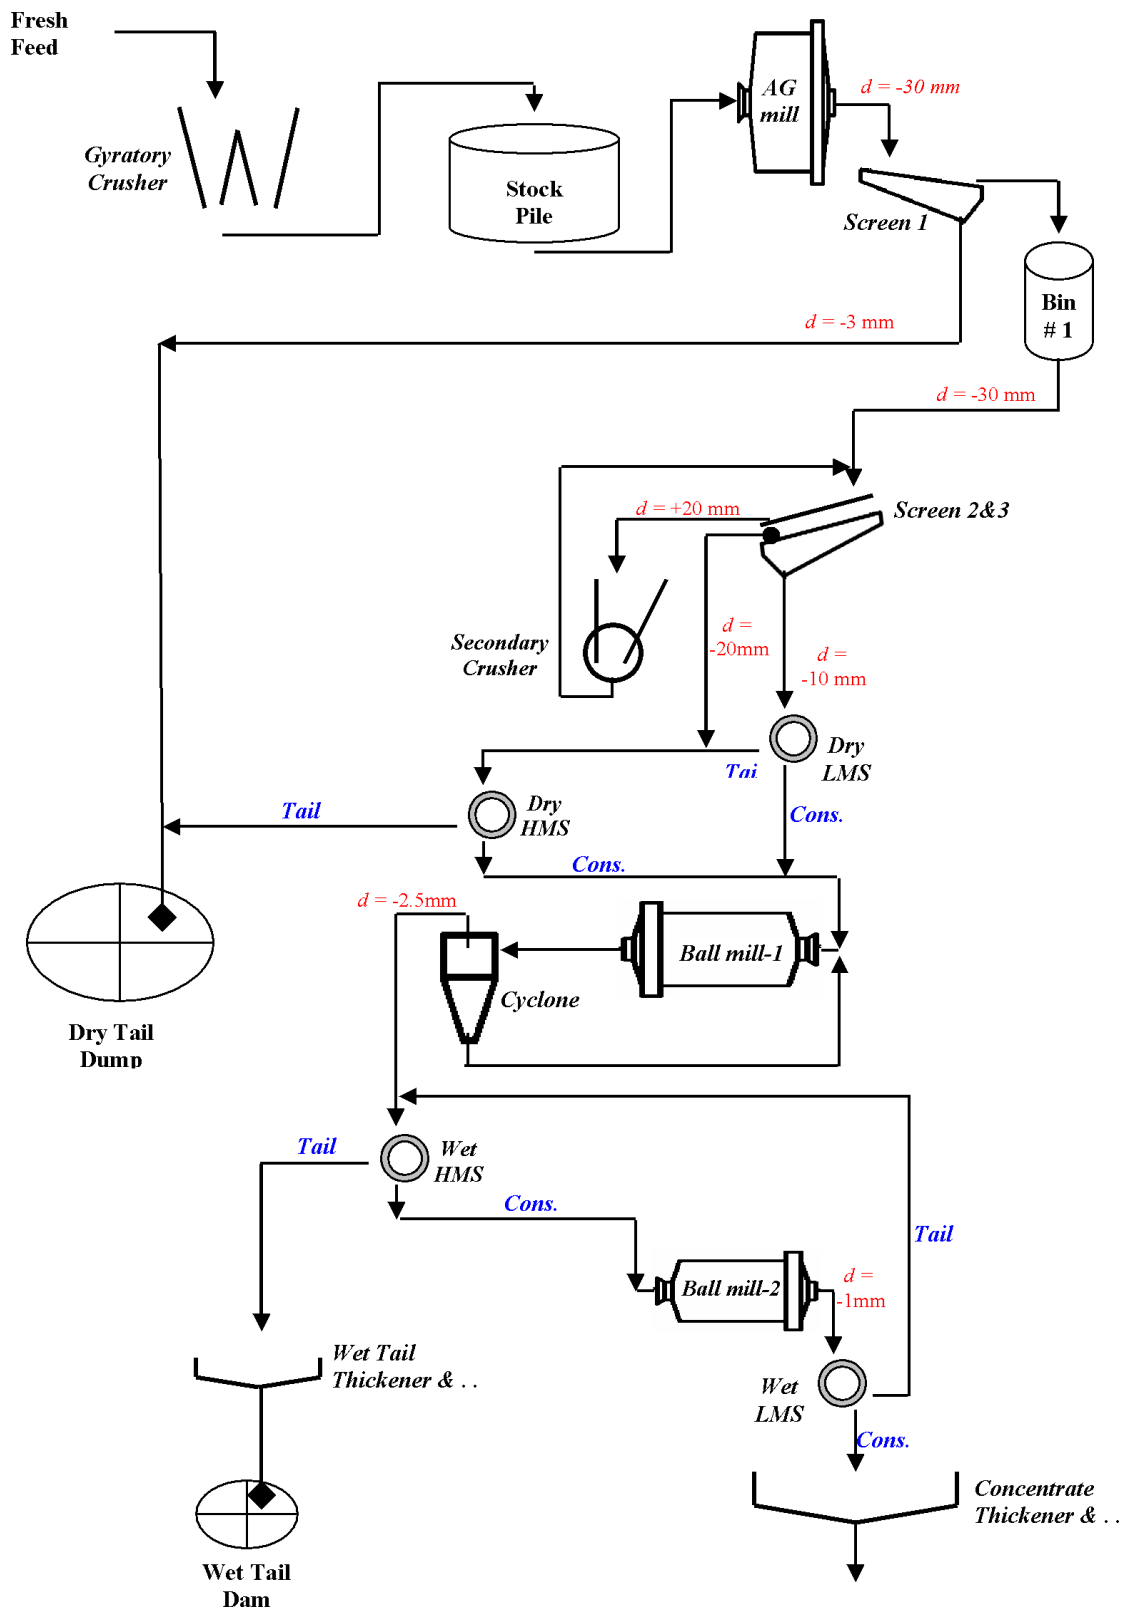 Fresh
Feed
Gyratory
Crusher
Stock
Pile
AG
mill
d = -30 mm
Screen 1
Bin
# 1
d = -3 mm
d = -30 mm
d = +20 mm
Screen 2&3
Secondary
Crusher
d =
-20mm
d =
-10 mm
Dry
LMS
Tai
Dry
HMS
Tail
Cons.
Cons.
d = -2.5mm
Ball mill-1
Cyclone
Dry Tail
Dump
Tail
Wet
HMS
Cons.
Tail
Ball mill-2
d =
-1mm
Wet Tail
Thickener & . .
Wet
LMS
Cons.
Concentrate
Thickener & . .
Wet Tail
Dam